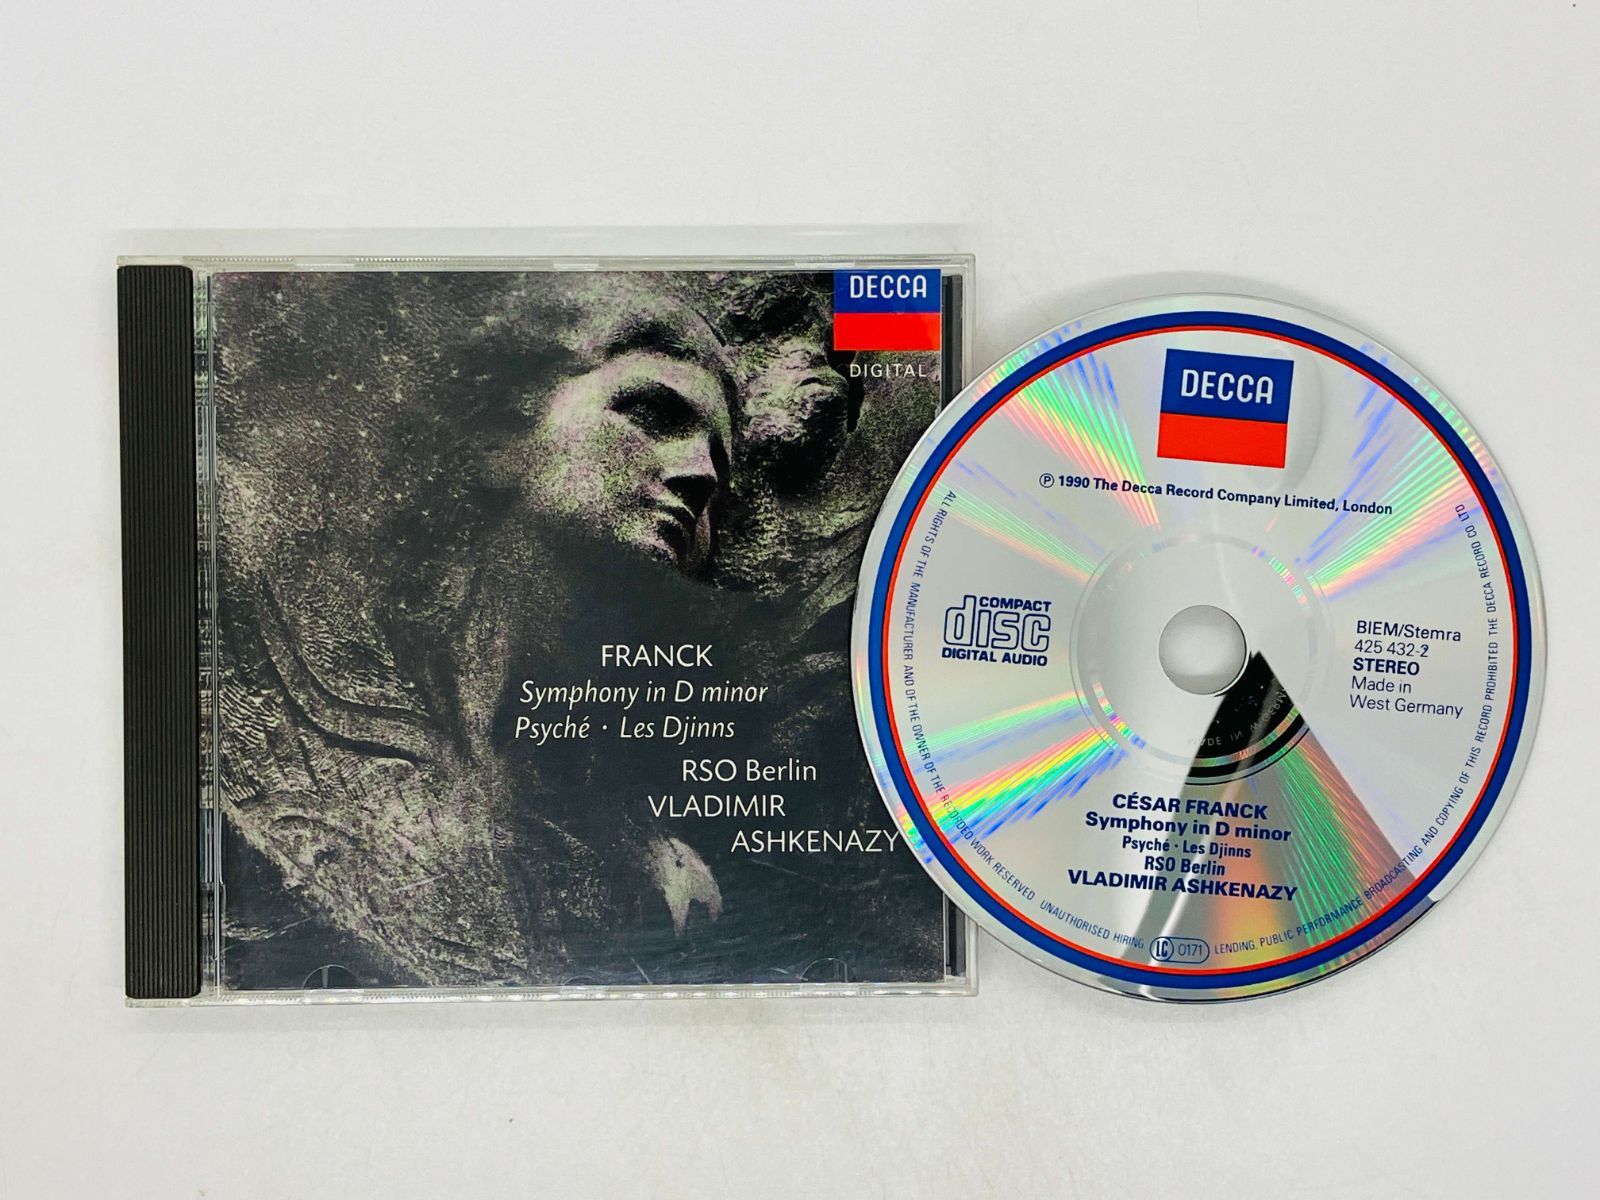 DECCA
DIGITAL
FRANCK
Symphony in D minor
Psyché · Les Djinns
RSO Berlin
VLADIMIR
ASHKENAZY
DECCA
℗ 1990 The Decca Record Company Limited, London
COMPACT
disc
DIGITAL AUDIO
BIEM/Stemra
425 432-2
STEREO
Made in
West Germany
CÉSAR FRANCK
Symphony in D minor
Psyché · Les Djinns
RSO Berlin
VLADIMIR ASHKENAZY
ALL RIGHTS OF THE MANUFACTURER AND OF THE OWNER OF THE RECORDED WORK RESERVED UNAUTHORISED HIRING, LC 0171 LENDING, PUBLIC PERFORMANCE BROADCASTING AND COPYING OF THIS RECORD PROHIBITED THE DECCA RECORD CO LTD
MADE IN W.